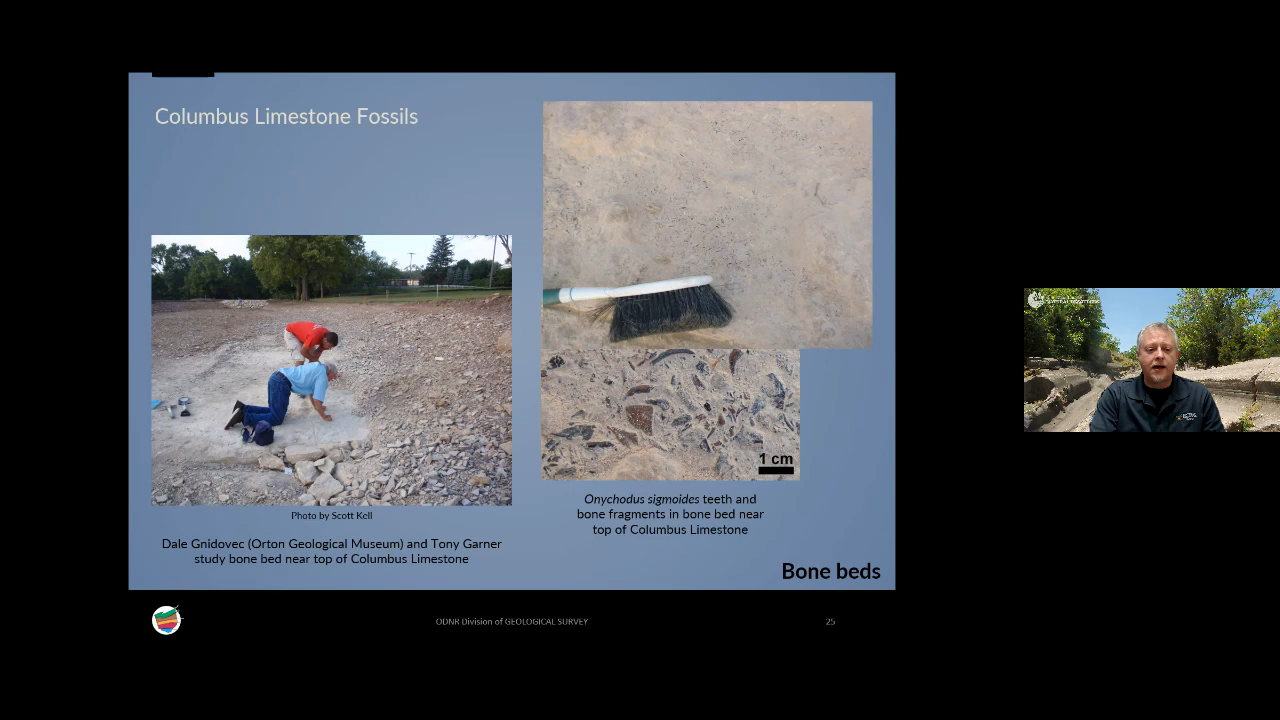 Columbus Limestone Fossils
Photo by Scott Kell
Dale Gnidovec (Orton Geological Museum) and Tony Garner
study bone bed near top of Columbus Limestone
1 cm
Onychodus sigmoides teeth and
bone fragments in bone bed near
top of Columbus Limestone
Bone beds
ODNR Division of GEOLOGICAL SURVEY
25